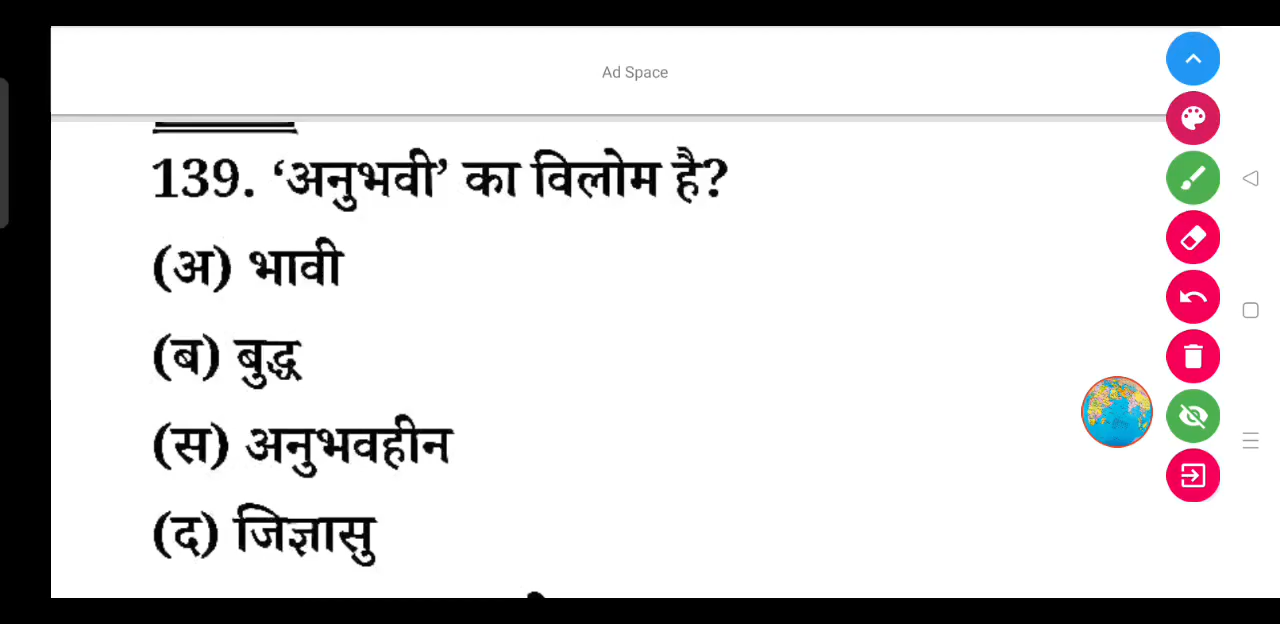 Ad Space
139. ‘अनुभवी’ का विलोम है?
(अ) भावी
(ब) बुद्ध
(स) अनुभवहीन
(द) जिज्ञासु